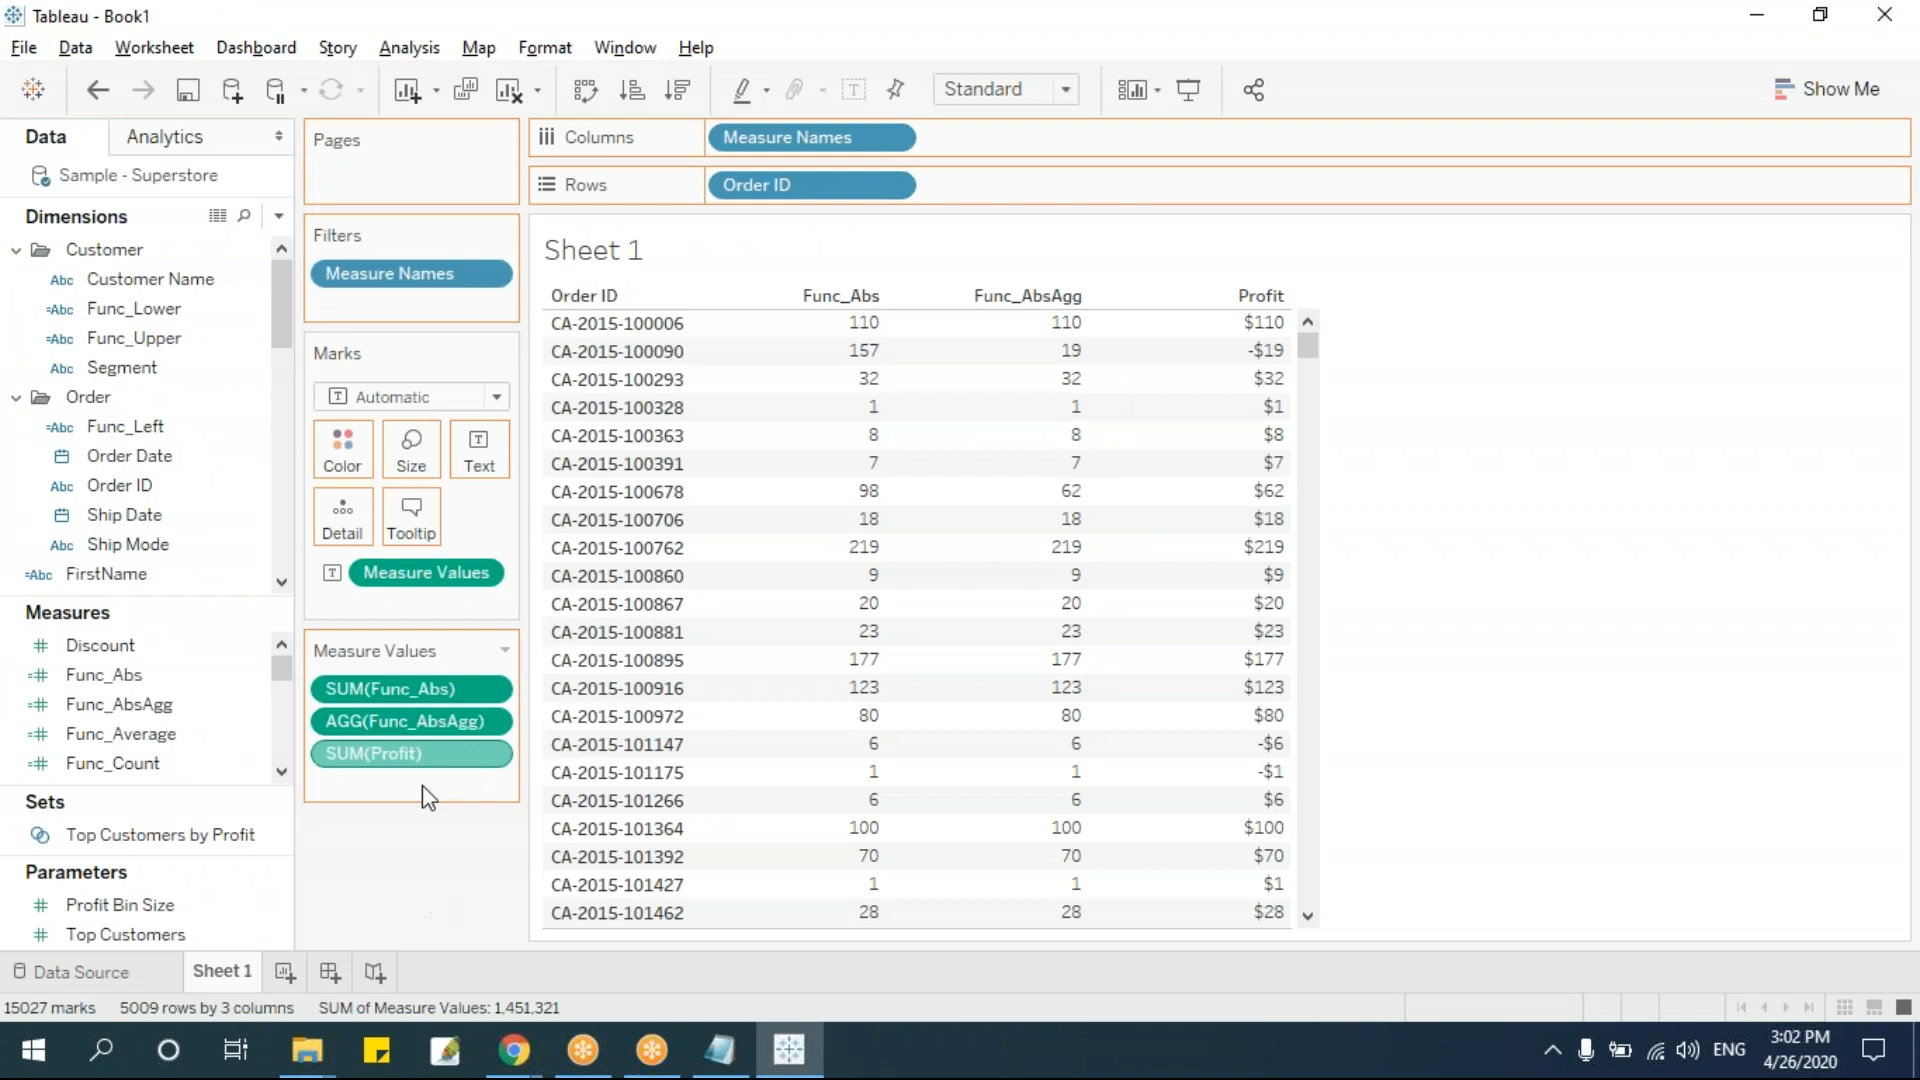 Tableau - Book1
File Data Worksheet Dashboard Story Analysis Map Format Window Help
Standard
Show Me
Data Analytics
Sample - Superstore
Dimensions
Customer
Abc Customer Name
=Abc Func_Lower
=Abc Func_Upper
Abc Segment
Order
=Abc Func_Left
Order Date
Abc Order ID
Ship Date
Abc Ship Mode
=Abc FirstName
Measures
# Discount
=# Func_Abs
=# Func_AbsAgg
=# Func_Average
=# Func_Count
Sets
Top Customers by Profit
Parameters
# Profit Bin Size
# Top Customers
Pages
Filters
Measure Names
Marks
T Automatic
Color Size T Text
Detail Tooltip
T Measure Values
Measure Values
SUM(Func_Abs)
AGG(Func_AbsAgg)
SUM(Profit)
Columns Measure Names
Rows Order ID
Sheet 1
Order ID Func_Abs Func_AbsAgg Profit
CA-2015-100006 110 110 $110
CA-2015-100090 157 19 -$19
CA-2015-100293 32 32 $32
CA-2015-100328 1 1 $1
CA-2015-100363 8 8 $8
CA-2015-100391 7 7 $7
CA-2015-100678 98 62 $62
CA-2015-100706 18 18 $18
CA-2015-100762 219 219 $219
CA-2015-100860 9 9 $9
CA-2015-100867 20 20 $20
CA-2015-100881 23 23 $23
CA-2015-100895 177 177 $177
CA-2015-100916 123 123 $123
CA-2015-100972 80 80 $80
CA-2015-101147 6 6 -$6
CA-2015-101175 1 1 -$1
CA-2015-101266 6 6 $6
CA-2015-101364 100 100 $100
CA-2015-101392 70 70 $70
CA-2015-101427 1 1 $1
CA-2015-101462 28 28 $28
Data Source Sheet 1
15027 marks 5009 rows by 3 columns SUM of Measure Values: 1,451,321
ENG
3:02 PM
4/26/2020